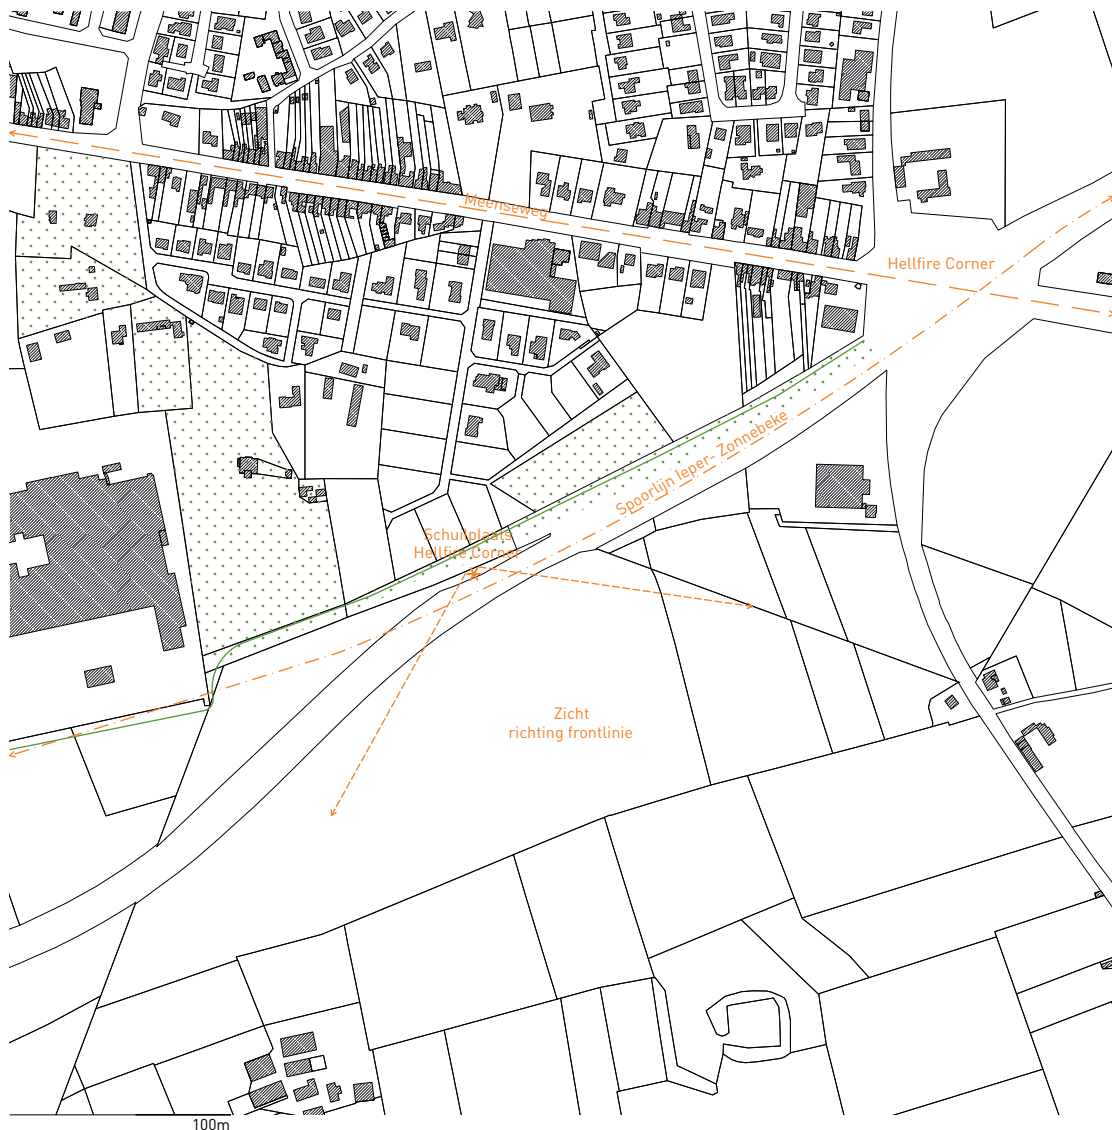 Meenseweg
Hellfire Corner
Spoorlijn Ieper- Zonnebeke
Schuilplaats
Hellfire Corner
Zicht
richting frontlinie
100m